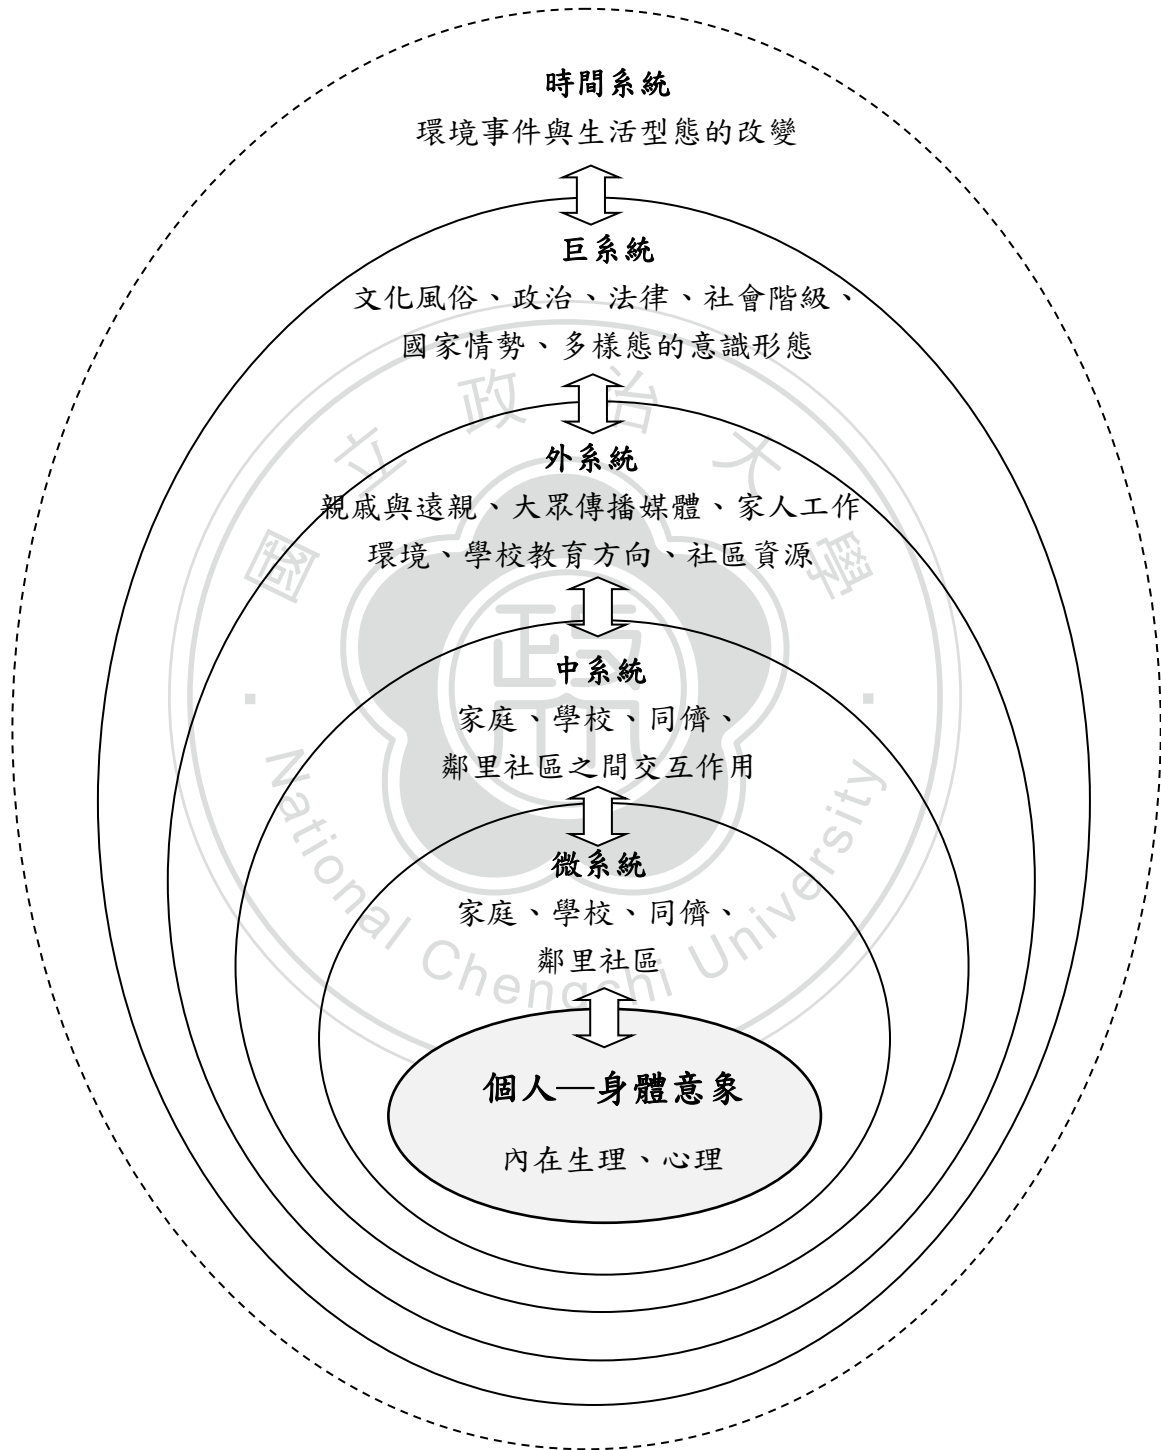 時間系統
環境事件與生活型態的改變
巨系統
文化風俗、政治、法律、社會階級、
國家情勢、多樣態的意識形態
外系統
親戚與遠親、大眾傳播媒體、家人工作
環境、學校教育方向、社區資源
中系統
家庭、學校、同儕、
鄰里社區之間交互作用
微系統
家庭、學校、同儕、
鄰里社區
個人—身體意象
內在生理、心理
國立政治大學
National Chengchi University